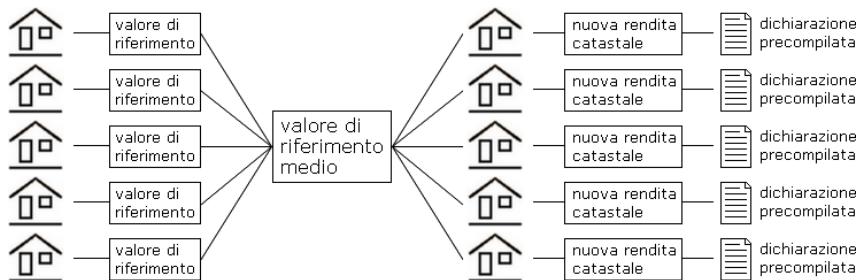 valore di
riferimento
nuova rendita
catastale
dichiarazione
precompilata
valore di
riferimento
nuova rendita
catastale
dichiarazione
precompilata
valore di
riferimento
valore di
riferimento
medio
nuova rendita
catastale
dichiarazione
precompilata
valore di
riferimento
nuova rendita
catastale
dichiarazione
precompilata
valore di
riferimento
nuova rendita
catastale
dichiarazione
precompilata